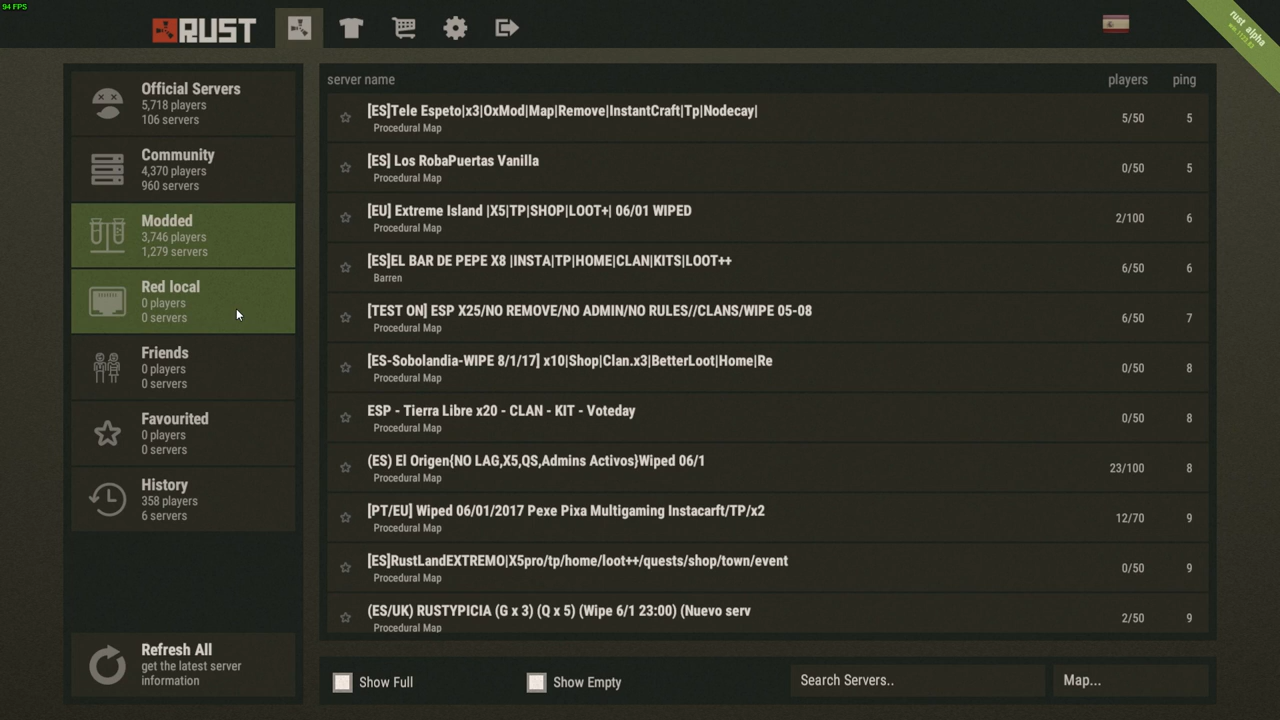 94 FPS
RUST
rust alpha
Official Servers
5,718 players
106 servers
Community
4,370 players
960 servers
Modded
3,746 players
1,279 servers
Red local
0 players
0 servers
Friends
0 players
0 servers
Favourited
0 players
0 servers
History
358 players
6 servers
Refresh All
get the latest server
information
server name players ping
[ES]Tele Espeto|x3|OxMod|Map|Remove|InstantCraft|Tp|Nodecay| 5/50 5
Procedural Map
[ES] Los RobaPuertas Vanilla 0/50 5
Procedural Map
[EU] Extreme Island |X5|TP|SHOP|LOOT+| 06/01 WIPED 2/100 6
Procedural Map
[ES]EL BAR DE PEPE X8 |INSTA|TP|HOME|CLAN|KITS|LOOT++ 6/50 6
Barren
[TEST ON] ESP X25/NO REMOVE/NO ADMIN/NO RULES//CLANS/WIPE 05-08 6/50 7
Procedural Map
[ES-Sobolandia-WIPE 8/1/17] x10|Shop|Clan.x3|BetterLoot|Home|Re 0/50 8
Procedural Map
ESP - Tierra Libre x20 - CLAN - KIT - Voteday 0/50 8
Procedural Map
(ES) El Origen{NO LAG,X5,QS,Admins Activos}Wiped 06/1 23/100 8
Procedural Map
[PT/EU] Wiped 06/01/2017 Pexe Pixa Multigaming Instacarft/TP/x2 12/70 9
Procedural Map
[ES]RustLandEXTREMO|X5pro/tp/home/loot++/quests/shop/town/event 0/50 9
Procedural Map
(ES/UK) RUSTYPICIA (G x 3) (Q x 5) (Wipe 6/1 23:00) (Nuevo serv 2/50 9
Procedural Map
Show Full
Show Empty
Search Servers..
Map...